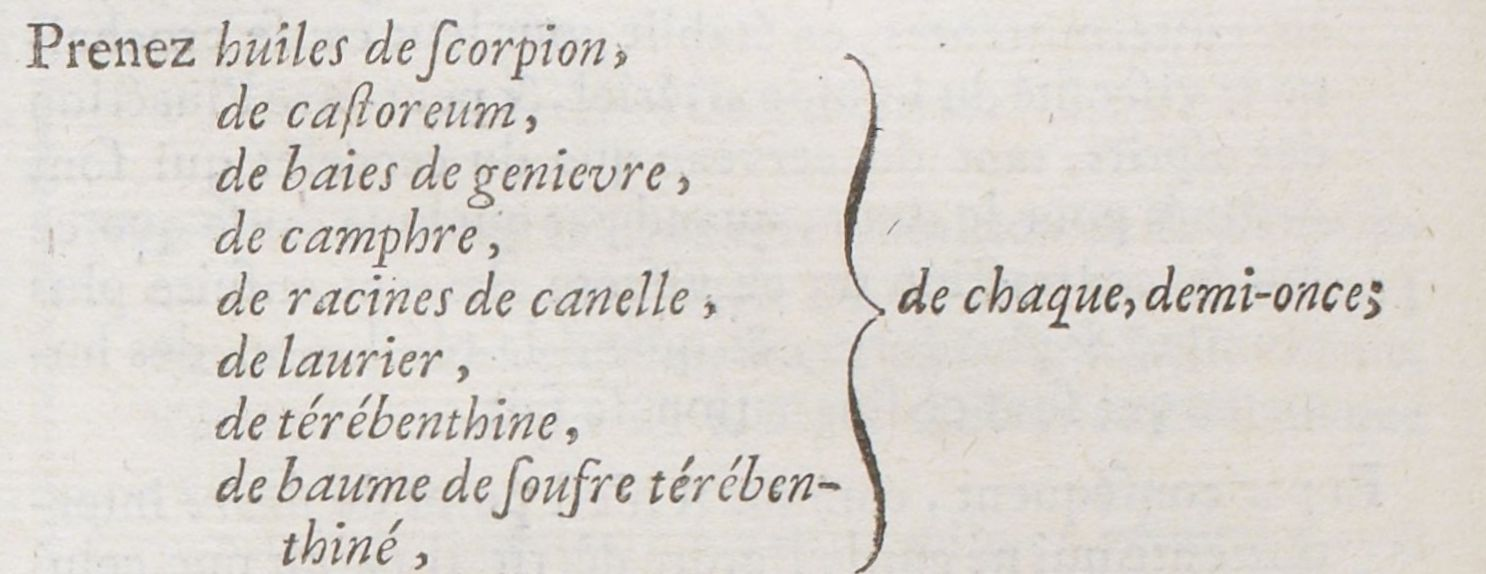 Prenez huiles de ſcorpion,
de caſtoreum,
de baies de genievre,
de camphre,
de racines de canelle,
de chaque, demi-once;
de laurier,
de térébenthine,
de baume de ſoufre térében-
thiné,